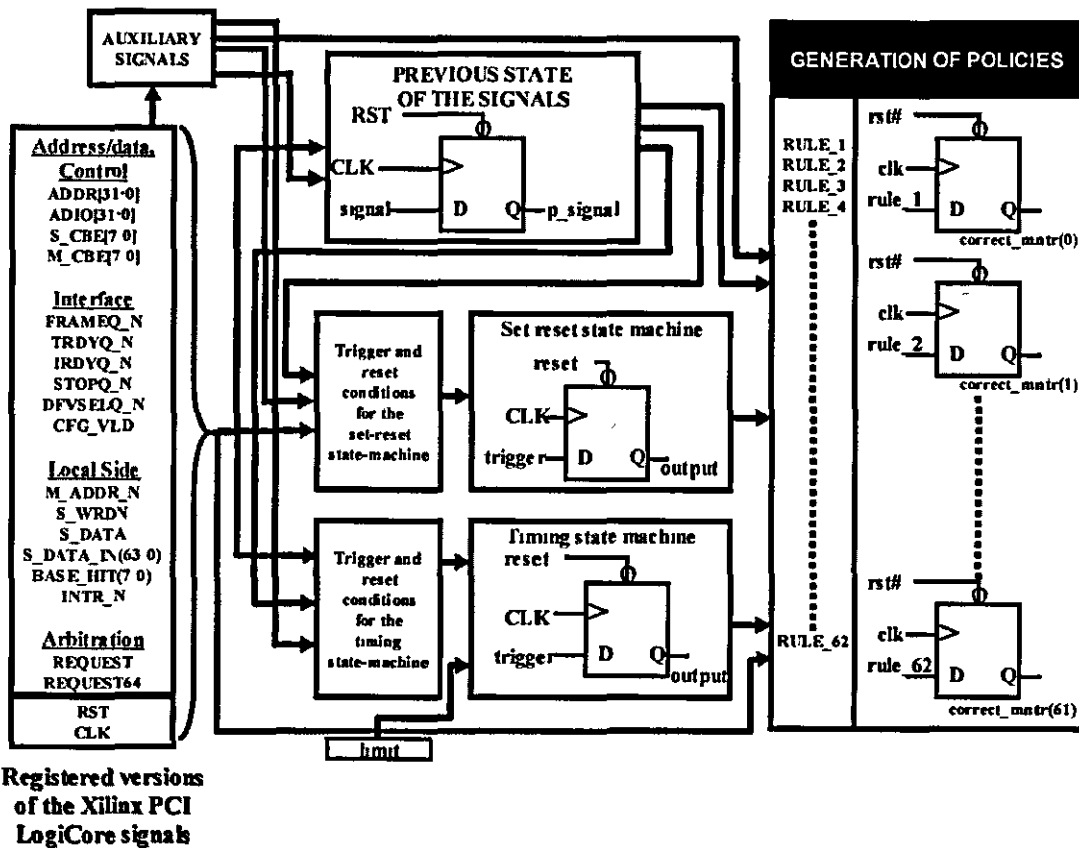 AUXILIARY
SIGNALS
Address/data,
Control
ADDR[31·0]
ADIO[31·0]
S_CBE[7 0]
M_CBE[7 0]
Interface
FRAMEQ_N
TRDYQ_N
IRDYQ_N
STOPQ_N
DFVSELQ_N
CFG_VLD
Local Side
M_ADDR_N
S_WRDN
S_DATA
S_DATA_IN(63 0)
BASE_HIT(7 0)
INTR_N
Arbitration
REQUEST
REQUEST64
RST
CLK
Registered versions
of the Xilinx PCI
LogiCore signals
PREVIOUS STATE
OF THE SIGNALS
RST
CLK
signal
D
Q
p_signal
Trigger and
reset
conditions
for the
set-reset
state-machine
Set reset state machine
reset
CLK
trigger
D
Q
output
Trigger and
reset
conditions
for the
timing
state-machine
Timing state machine
reset
CLK
trigger
D
Q
output
limit
GENERATION OF POLICIES
RULE_1
RULE_2
RULE_3
RULE_4
RULE_62
rst#
clk
rule_1
D
Q
correct_mntr(0)
rst#
clk
rule_2
D
Q
correct_mntr(1)
rst#
clk
rule_62
D
Q
correct_mntr(61)